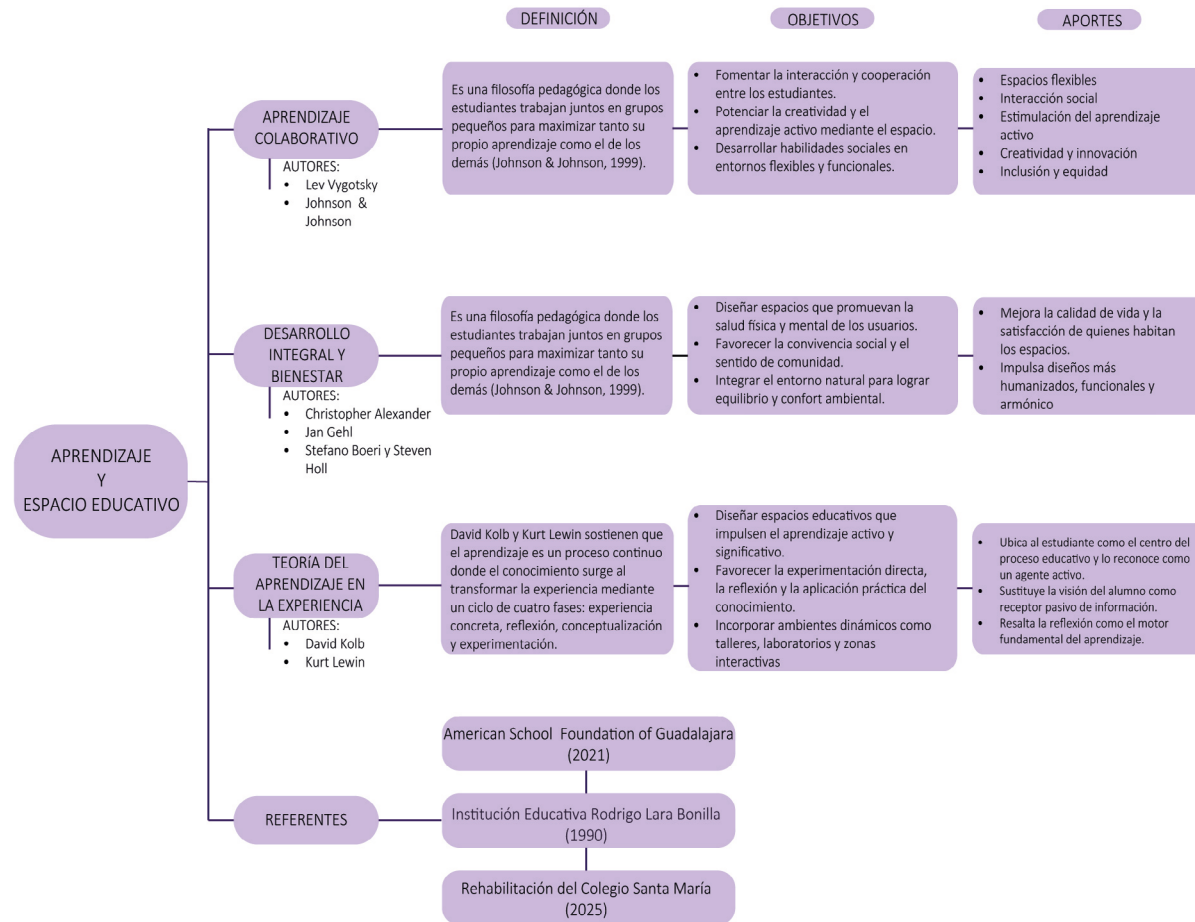 DEFINICIÓN
OBJETIVOS
APORTES
APRENDIZAJE
Y
ESPACIO EDUCATIVO
APRENDIZAJE
COLABORATIVO
AUTORES:
• Lev Vygotsky
• Johnson &
Johnson
Es una filosofía pedagógica donde los
estudiantes trabajan juntos en grupos
pequeños para maximizar tanto su
propio aprendizaje como el de los
demás (Johnson & Johnson, 1999).
• Fomentar la interacción y cooperación
entre los estudiantes.
• Potenciar la creatividad y el
aprendizaje activo mediante el espacio.
• Desarrollar habilidades sociales en
entornos flexibles y funcionales.
• Espacios flexibles
• Interacción social
• Estimulación del aprendizaje
activo
• Creatividad y innovación
• Inclusión y equidad
DESARROLLO
INTEGRAL Y
BIENESTAR
AUTORES:
• Christopher Alexander
• Jan Gehl
• Stefano Boeri y Steven
Holl
Es una filosofía pedagógica donde los
estudiantes trabajan juntos en grupos
pequeños para maximizar tanto su
propio aprendizaje como el de los
demás (Johnson & Johnson, 1999).
• Diseñar espacios que promuevan la
salud física y mental de los usuarios.
• Favorecer la convivencia social y el
sentido de comunidad.
• Integrar el entorno natural para lograr
equilibrio y confort ambiental.
• Mejora la calidad de vida y la
satisfacción de quienes habitan
los espacios.
• Impulsa diseños más
humanizados, funcionales y
armónico
TEORÍA DEL
APRENDIZAJE EN
LA EXPERIENCIA
AUTORES:
• David Kolb
• Kurt Lewin
David Kolb y Kurt Lewin sostienen que
el aprendizaje es un proceso continuo
donde el conocimiento surge al
transformar la experiencia mediante
un ciclo de cuatro fases: experiencia
concreta, reflexión, conceptualización
y experimentación.
• Diseñar espacios educativos que
impulsen el aprendizaje activo y
significativo.
• Favorecer la experimentación directa,
la reflexión y la aplicación práctica del
conocimiento.
• Incorporar ambientes dinámicos como
talleres, laboratorios y zonas
interactivas
• Ubica al estudiante como el centro del
proceso educativo y lo reconoce como
un agente activo.
• Sustituye la visión del alumno como
receptor pasivo de información.
• Resalta la reflexión como el motor
fundamental del aprendizaje.
REFERENTES
American School Foundation of Guadalajara
(2021)
Institución Educativa Rodrigo Lara Bonilla
(1990)
Rehabilitación del Colegio Santa María
(2025)